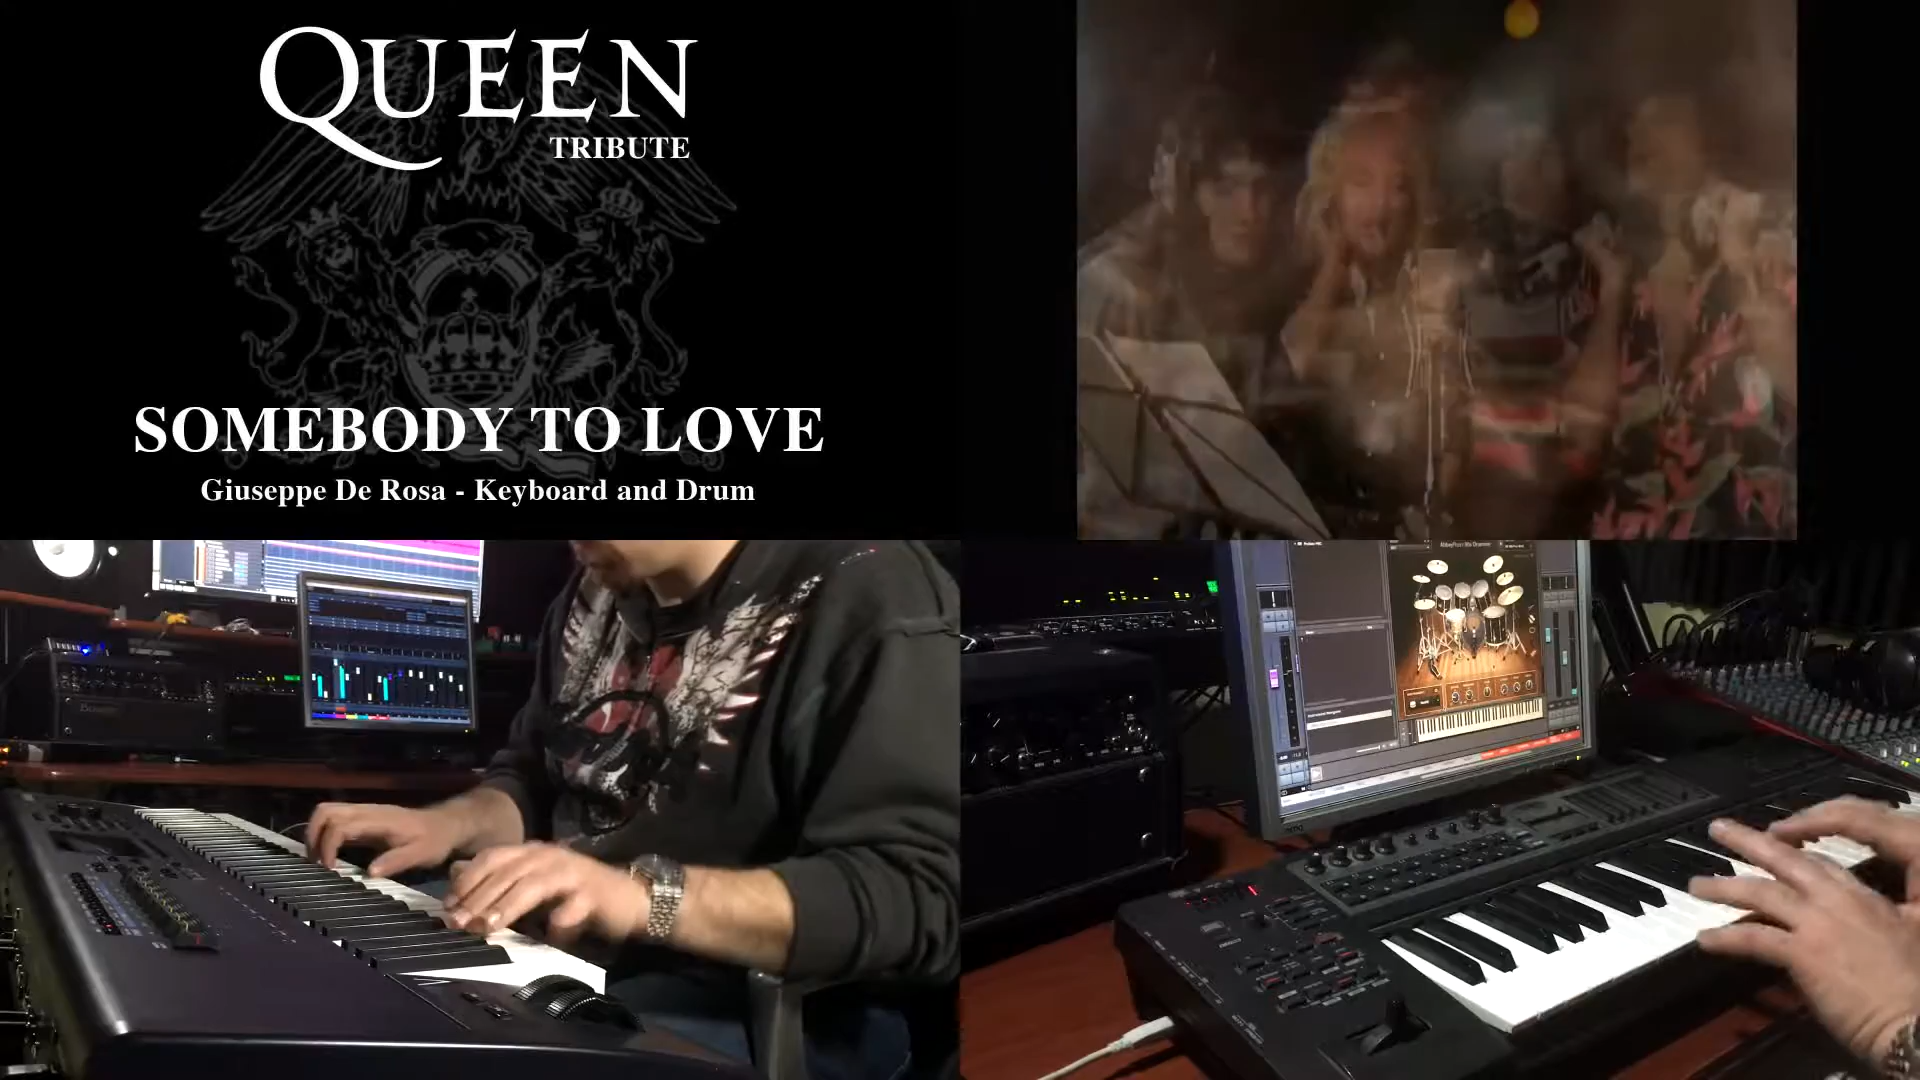 QUEEN
TRIBUTE
SOMEBODY TO LOVE
Giuseppe De Rosa - Keyboard and Drum